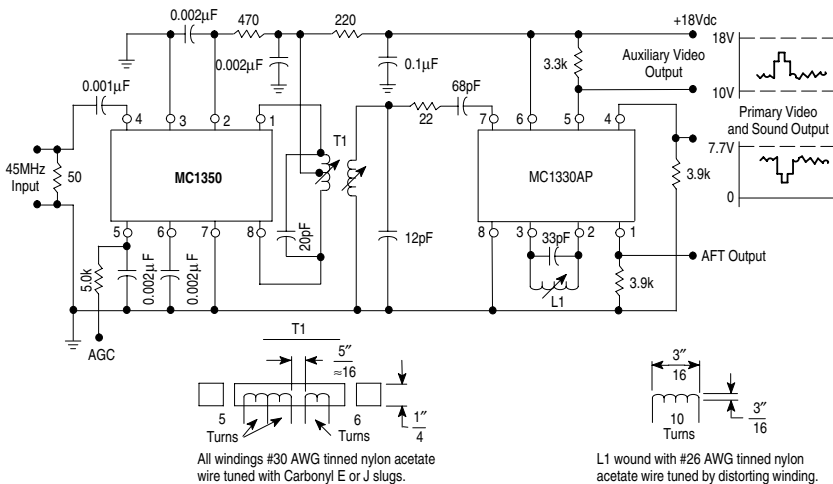 0.002μF
470
220
+18Vdc
18V
0.002μF
0.1μF
3.3k
Auxiliary Video
Output
10V
0.001μF
68pF
22
4
3
2
1
7
6
5
4
T1
Primary Video
and Sound Output
7.7V
45MHz
Input
50
MC1350
MC1330AP
3.9k
0
20pF
12pF
5
6
7
8
8
3
2
1
33pF
L1
AFT Output
3.9k
5.0k
0.002μF
0.002μF
AGC
T1
5″
≈16
5
6
Turns
Turns
1″
4
3″
16
10
Turns
3″
16
All windings #30 AWG tinned nylon acetate
wire tuned with Carbonyl E or J slugs.
L1 wound with #26 AWG tinned nylon
acetate wire tuned by distorting winding.